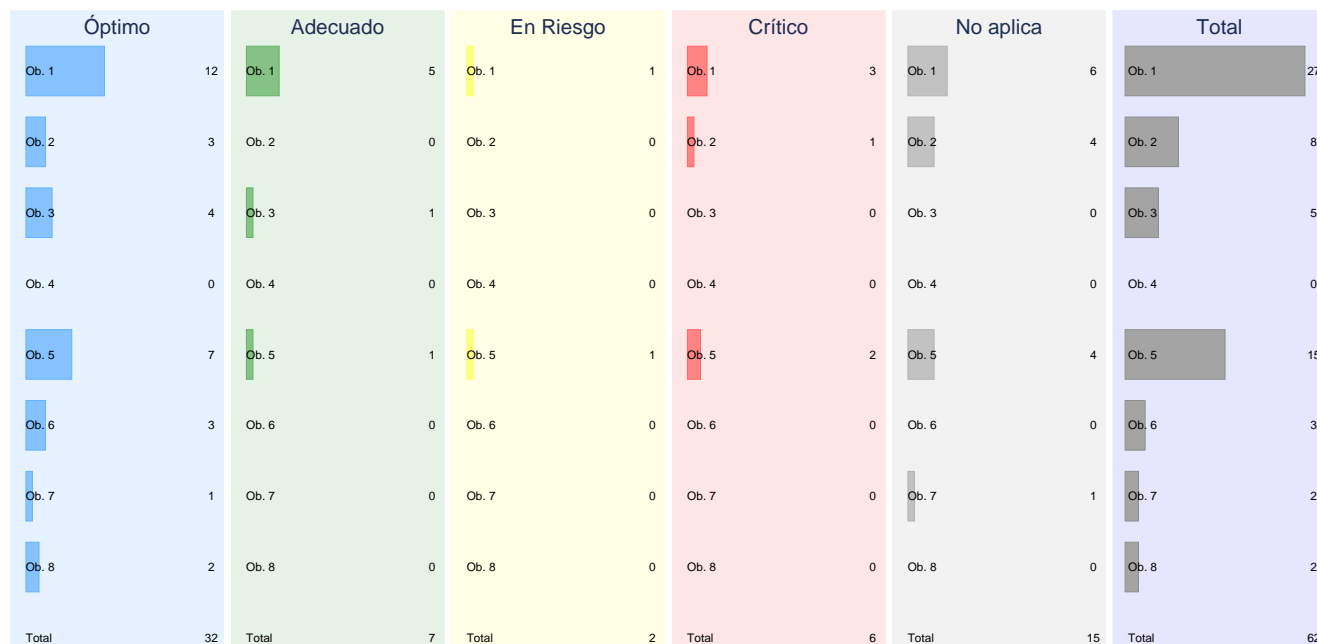 Óptimo Adecuado En Riesgo Crítico No aplica Total
Ob. 1 12 Ob. 1 5 Ob. 1 1 Ob. 1 3 Ob. 1 6 Ob. 1 27
Ob. 2 3 Ob. 2 0 Ob. 2 0 Ob. 2 1 Ob. 2 4 Ob. 2 8
Ob. 3 4 Ob. 3 1 Ob. 3 0 Ob. 3 0 Ob. 3 0 Ob. 3 5
Ob. 4 0 Ob. 4 0 Ob. 4 0 Ob. 4 0 Ob. 4 0 Ob. 4 0
Ob. 5 7 Ob. 5 1 Ob. 5 1 Ob. 5 2 Ob. 5 4 Ob. 5 15
Ob. 6 3 Ob. 6 0 Ob. 6 0 Ob. 6 0 Ob. 6 0 Ob. 6 3
Ob. 7 1 Ob. 7 0 Ob. 7 0 Ob. 7 0 Ob. 7 1 Ob. 7 2
Ob. 8 2 Ob. 8 0 Ob. 8 0 Ob. 8 0 Ob. 8 0 Ob. 8 2
Total 32 Total 7 Total 2 Total 6 Total 15 Total 62